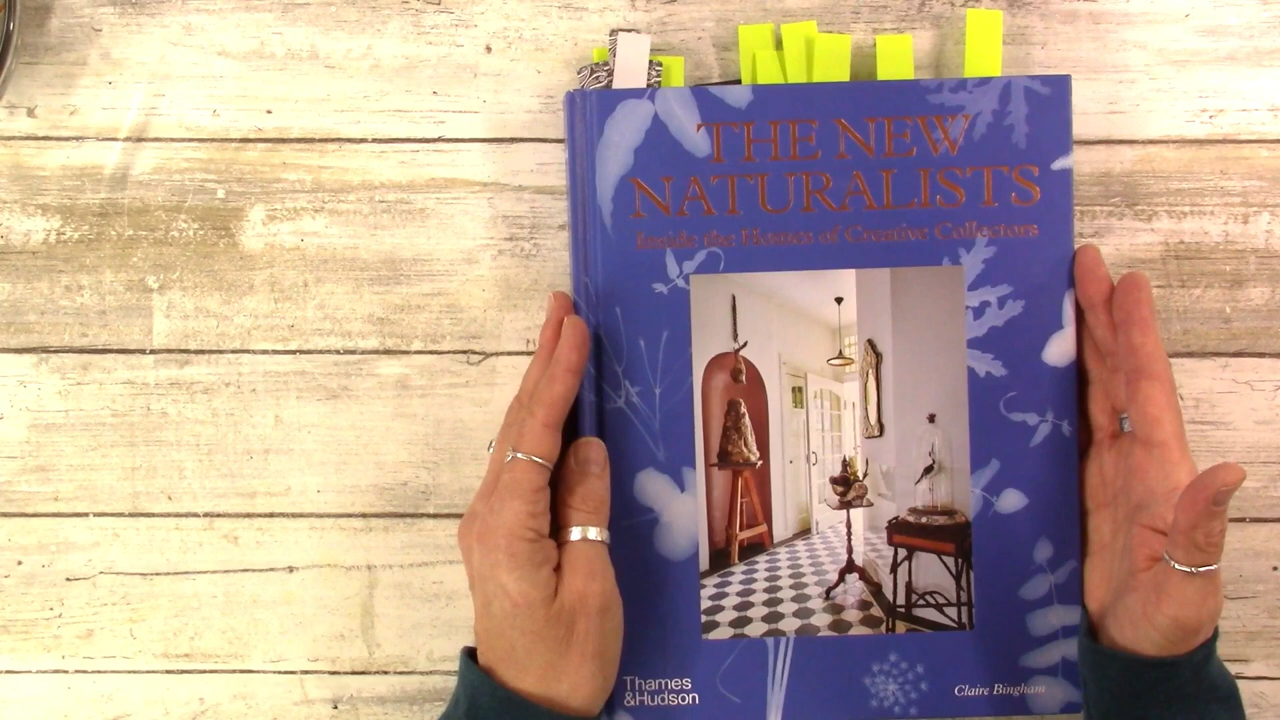 THE NEW
NATURALISTS
Inside the Homes of Creative Collectors
Thames
&Hudson
Claire Bingham